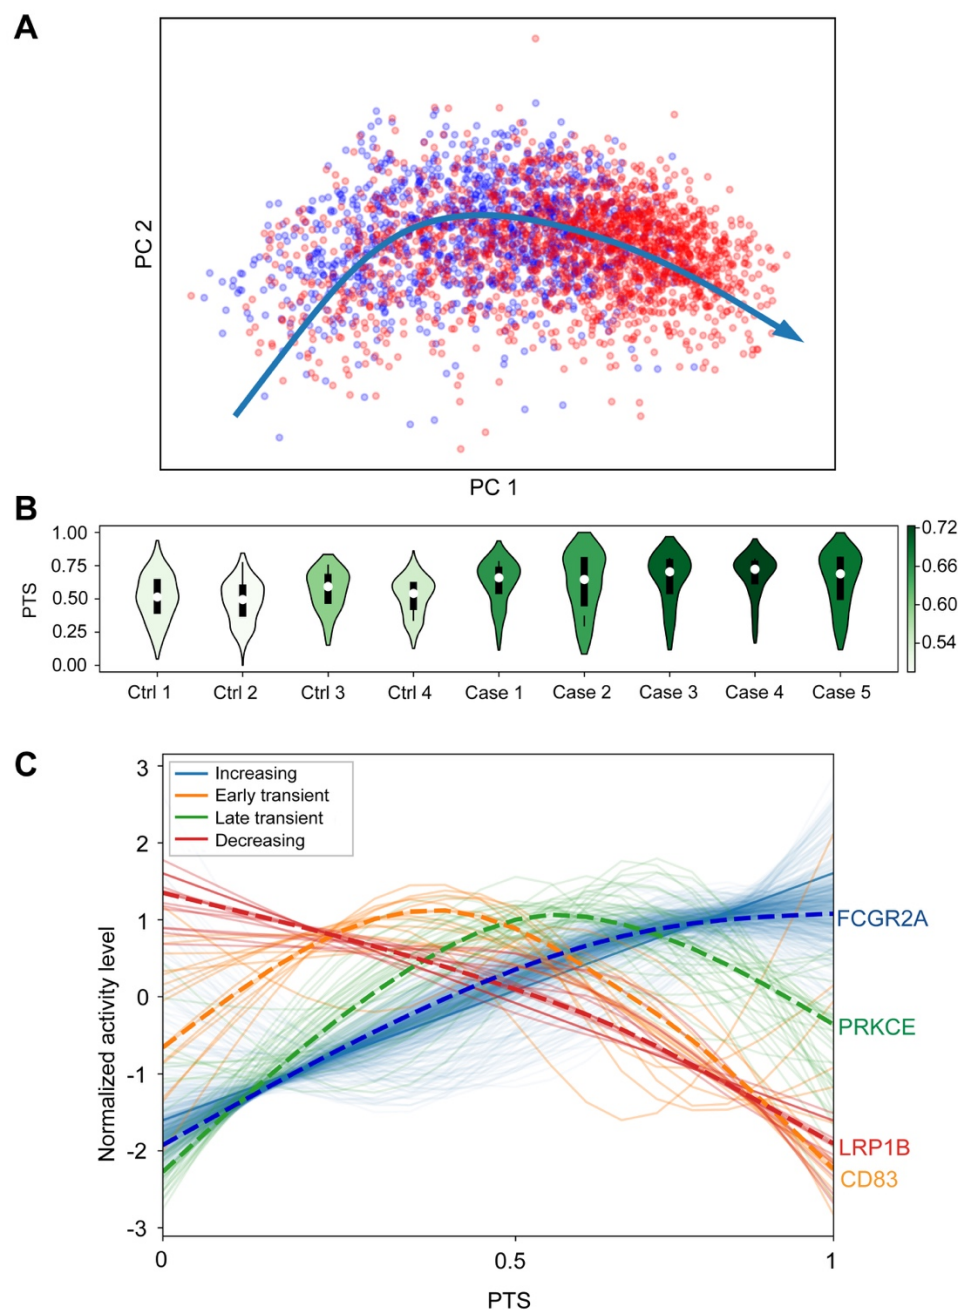 A
PC 2
PC 1
B
PTS
1.00
0.75
0.50
0.25
0.00
Ctrl 1 Ctrl 2 Ctrl 3 Ctrl 4 Case 1 Case 2 Case 3 Case 4 Case 5
0.72
0.66
0.60
0.54
C
Normalized activity level
3
2
1
0
-1
-2
-3
Increasing
Early transient
Late transient
Decreasing
FCGR2A
PRKCE
LRP1B
CD83
0 0.5 1
PTS